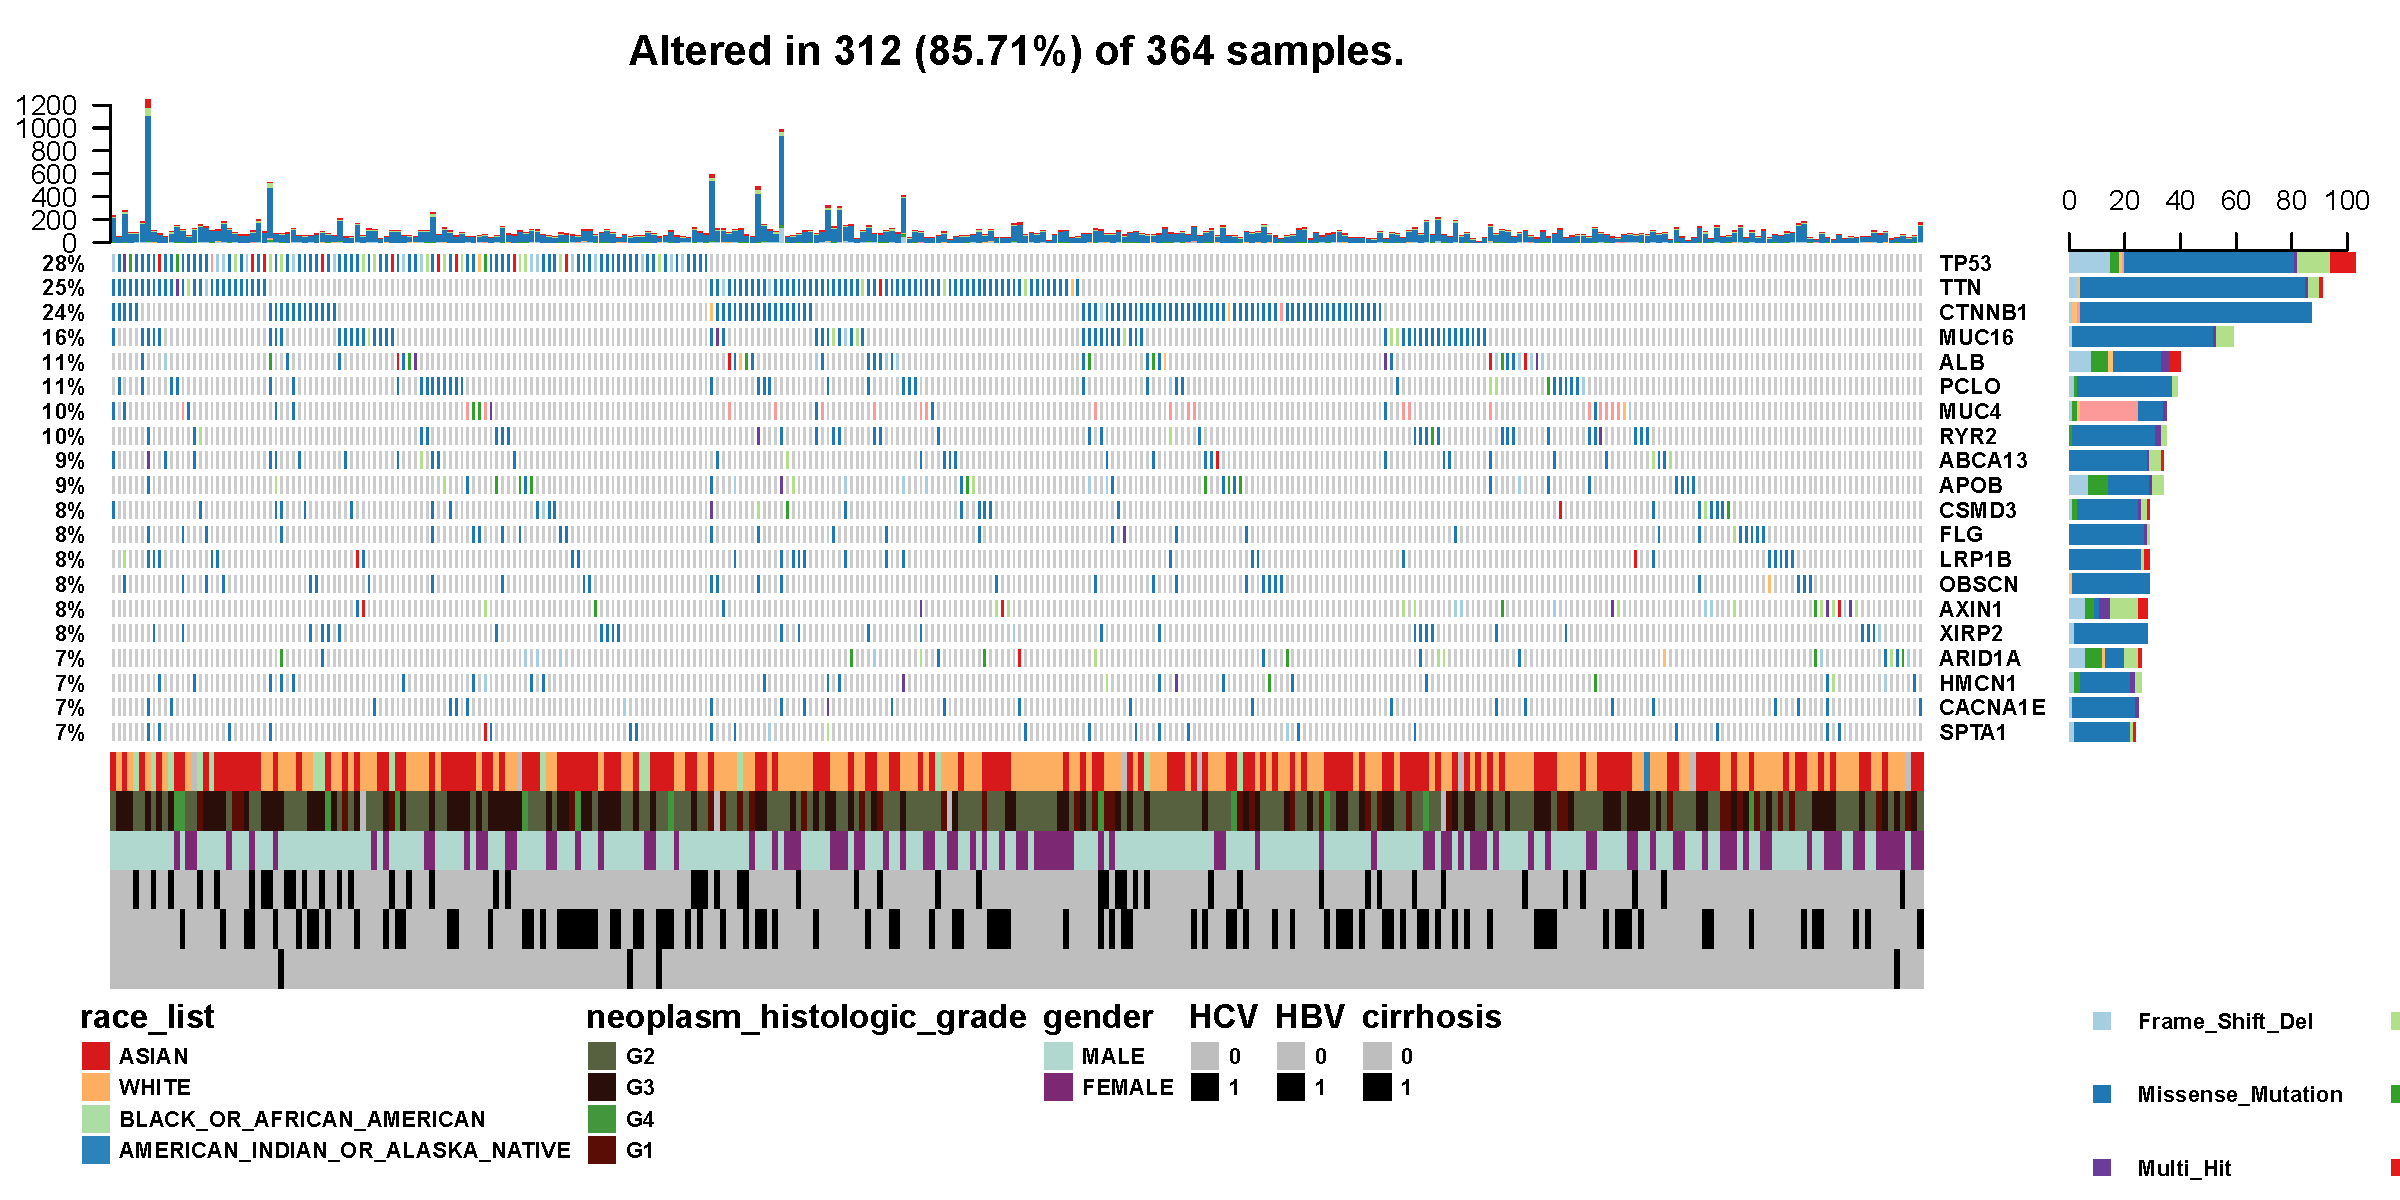 Altered in 312 (85.71%) of 364 samples.
1200
1000
800
600
400
200
0
0 20 40 60 80 100
28% TP53
25% TTN
24% CTNNB1
16% MUC16
11% ALB
11% PCLO
10% MUC4
10% RYR2
9% ABCA13
9% APOB
8% CSMD3
8% FLG
8% LRP1B
8% OBSCN
8% AXIN1
8% XIRP2
7% ARID1A
7% HMCN1
7% CACNA1E
7% SPTA1
race_list neoplasm_histologic_grade gender HCV HBV cirrhosis
ASIAN G2 MALE 0 0 0
WHITE G3 FEMALE 1 1 1
BLACK_OR_AFRICAN_AMERICAN G4
AMERICAN_INDIAN_OR_ALASKA_NATIVE G1
Frame_Shift_Del
Missense_Mutation
Multi_Hit